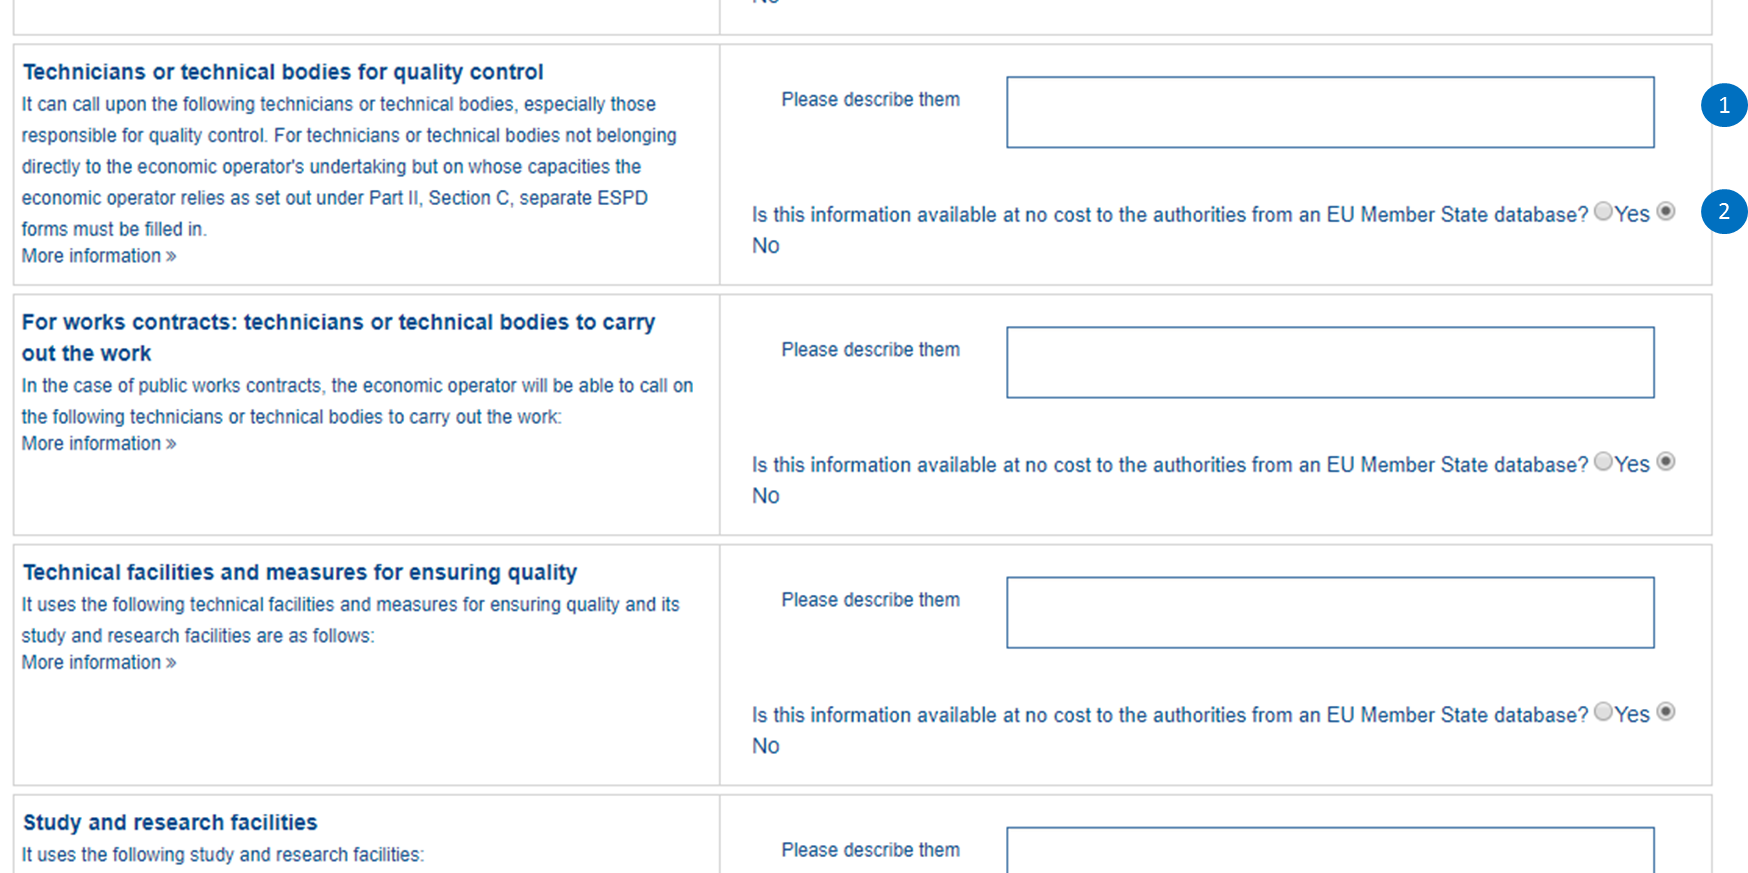 No
Technicians or technical bodies for quality control
It can call upon the following technicians or technical bodies, especially those
responsible for quality control. For technicians or technical bodies not belonging
directly to the economic operator's undertaking but on whose capacities the
economic operator relies as set out under Part II, Section C, separate ESPD
forms must be filled in.
More information »
Please describe them
1
Is this information available at no cost to the authorities from an EU Member State database? Yes
2
No
For works contracts: technicians or technical bodies to carry
out the work
In the case of public works contracts, the economic operator will be able to call on
the following technicians or technical bodies to carry out the work:
More information »
Please describe them
Is this information available at no cost to the authorities from an EU Member State database? Yes
No
Technical facilities and measures for ensuring quality
It uses the following technical facilities and measures for ensuring quality and its
study and research facilities are as follows:
More information »
Please describe them
Is this information available at no cost to the authorities from an EU Member State database? Yes
No
Study and research facilities
It uses the following study and research facilities:
Please describe them